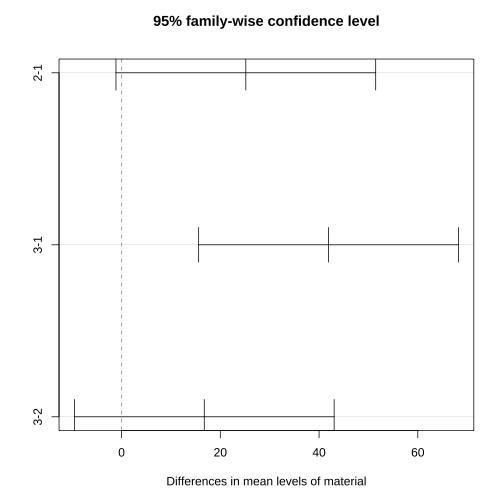 95% family-wise confidence level
2-1
3-1
3-2
0 20 40 60
Differences in mean levels of material